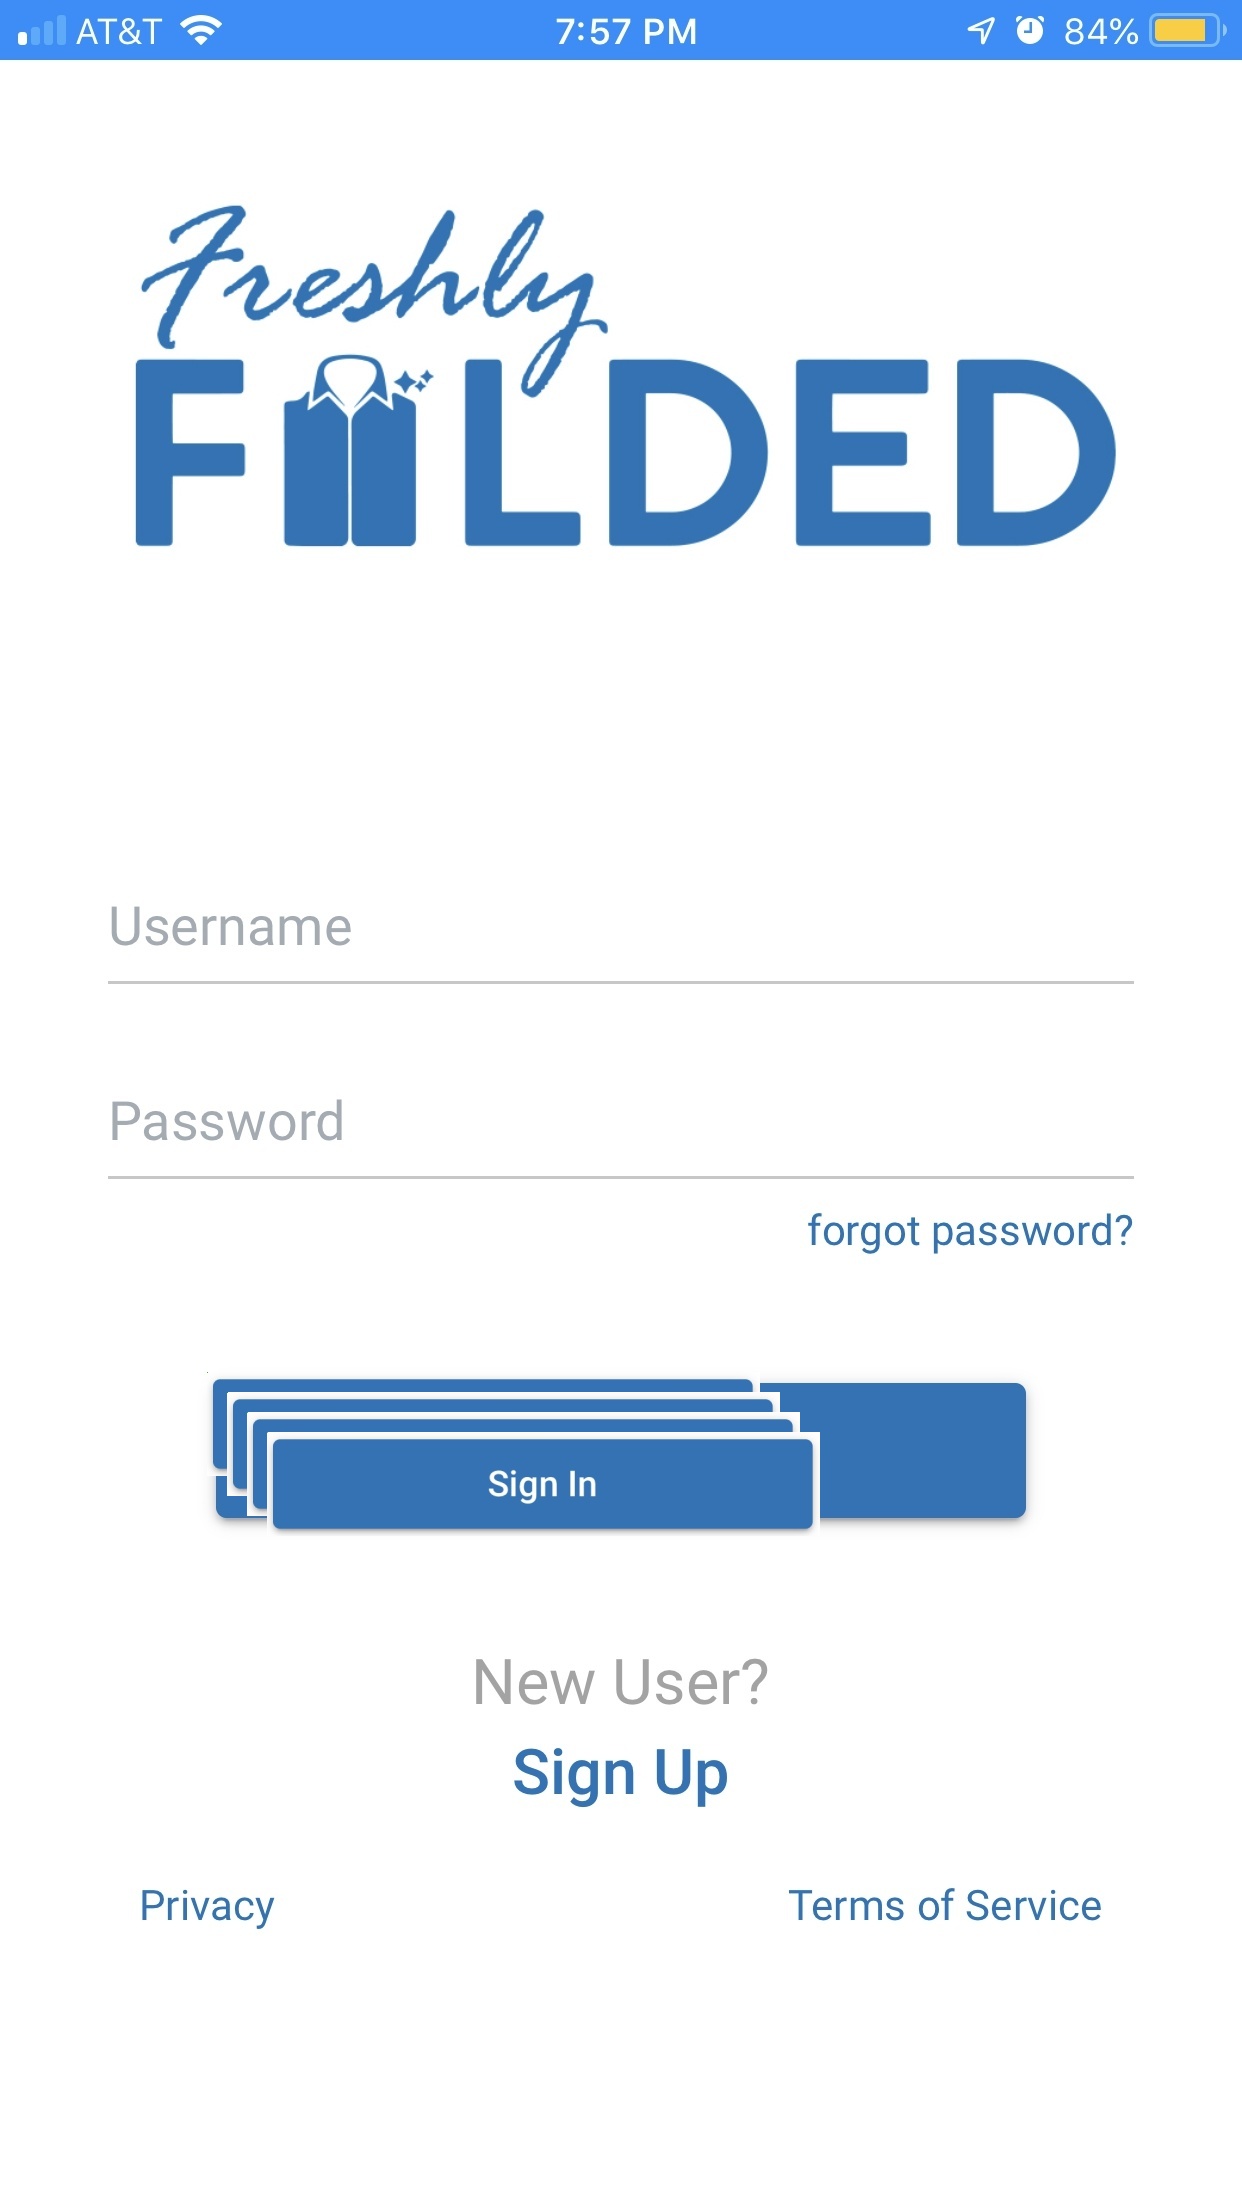 AT&T 7:57 PM 84%
Freshly
FOLDED
Username
Password
forgot password?
Sign In
New User?
Sign Up
Privacy Terms of Service